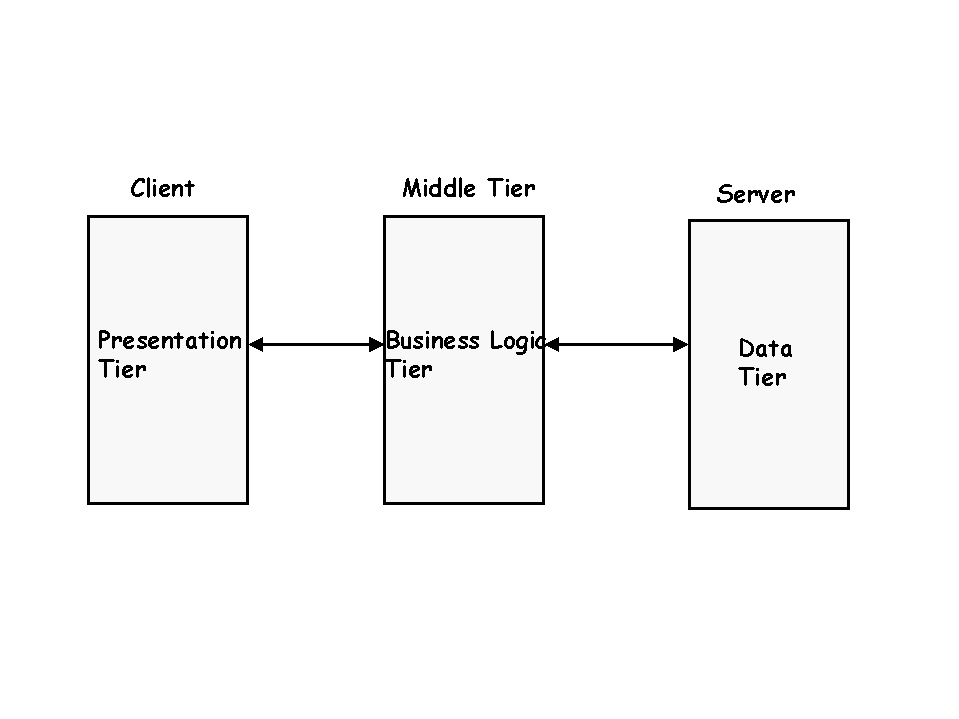 Client
Middle Tier
Server
Presentation
Tier
Business Logic
Tier
Data
Tier